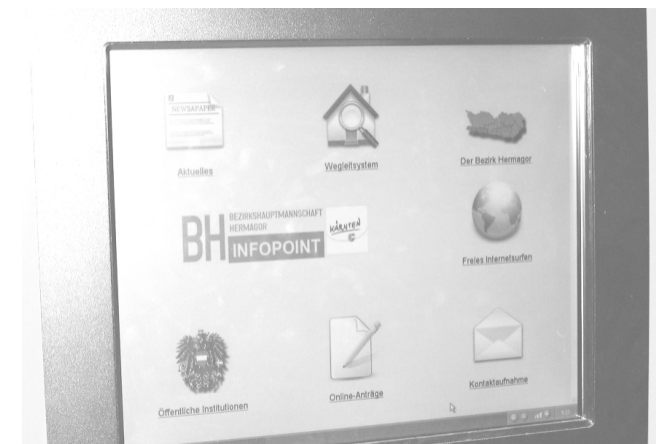 NEWSPAPER
Aktuelles
Wegleitsystem
Der Bezirk Hermagor
BH
BEZIRKSHAUPTMANNSCHAFT
HERMAGOR
INFOPOINT
KÄRNTEN
Freies Internetsurfen
Öffentliche Institutionen
Online-Anträge
Kontaktaufnahme